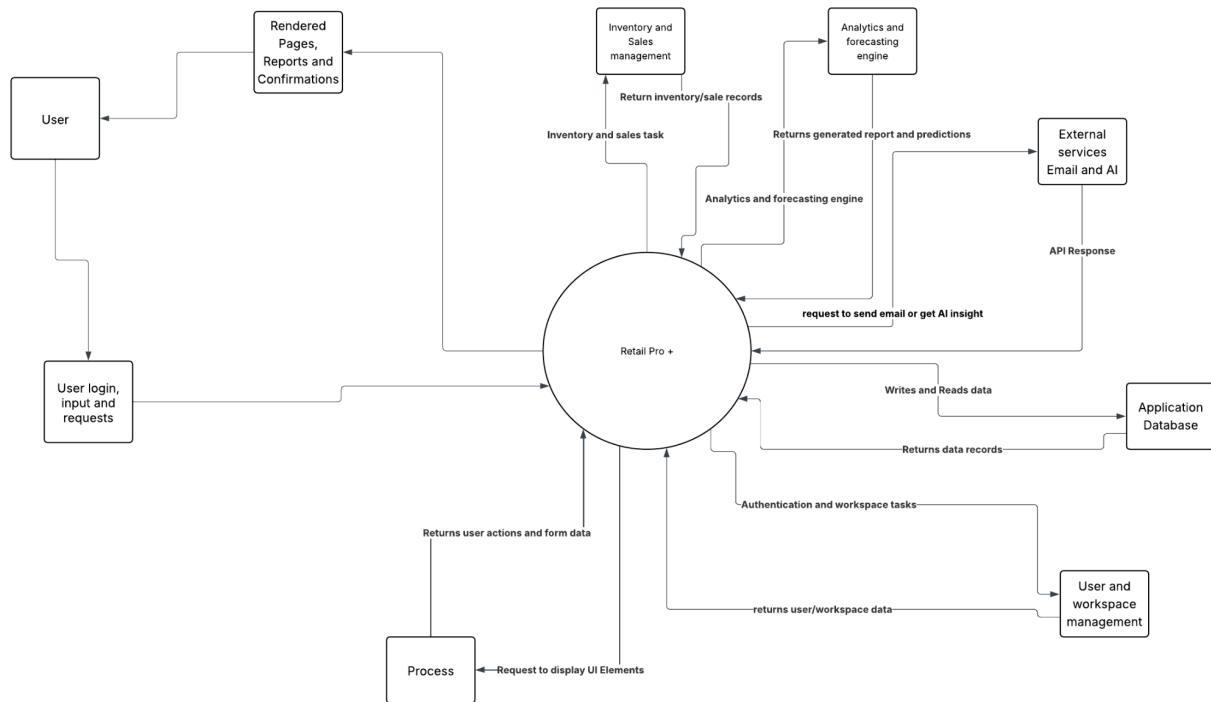 Rendered
Pages,
Reports and
Confirmations
Inventory and
Sales
management
Analytics and
forecasting
engine
User
Return inventory/sale records
Inventory and sales task
Returns generated report and predictions
External
services
Email and AI
Analytics and forecasting engine
API Response
request to send email or get AI insight
Retail Pro +
User login,
input and
requests
Writes and Reads data
Application
Database
Returns data records
Authentication and workspace tasks
Returns user actions and form data
User and
workspace
management
returns user/workspace data
Process
Request to display UI Elements